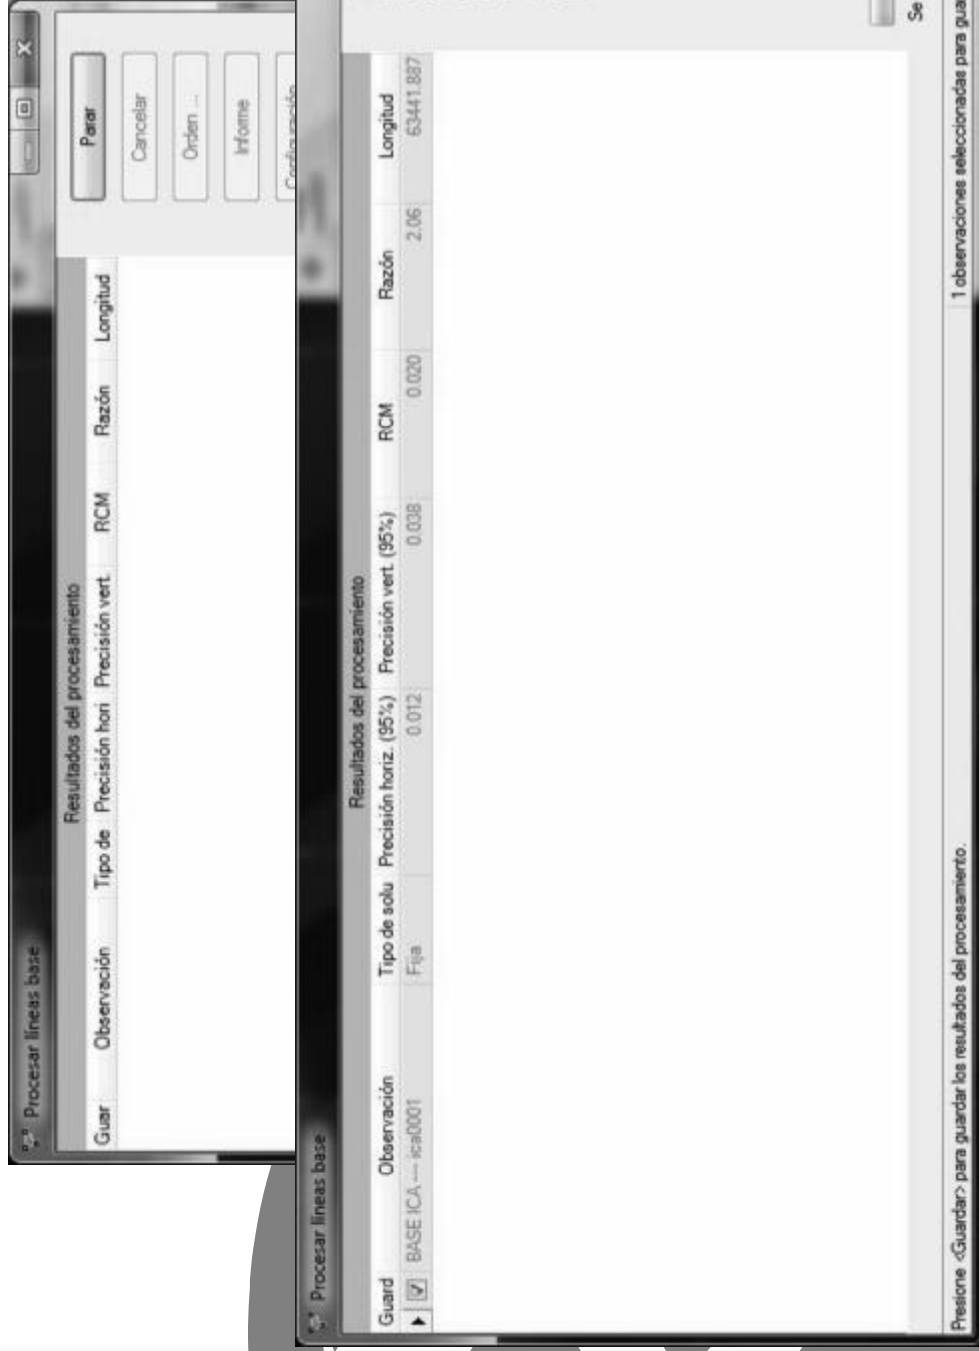 Procesar líneas base
Resultados del procesamiento
Guar Observación Tipo de Precisión hori Precisión vert. RCM Razón Longitud
Parar
Cancelar
Orden ...
Informe
Configuración
Procesar líneas base
Resultados del procesamiento
Guard Observación Tipo de solu Precisión horiz. (95%) Precisión vert. (95%) RCM Razón Longitud
BASE ICA --- ica0001 Fija 0.012 0.038 0.020 2.06 63441.887
Se
Presione <Guardar> para guardar los resultados del procesamiento. 1 observaciones seleccionadas para gua